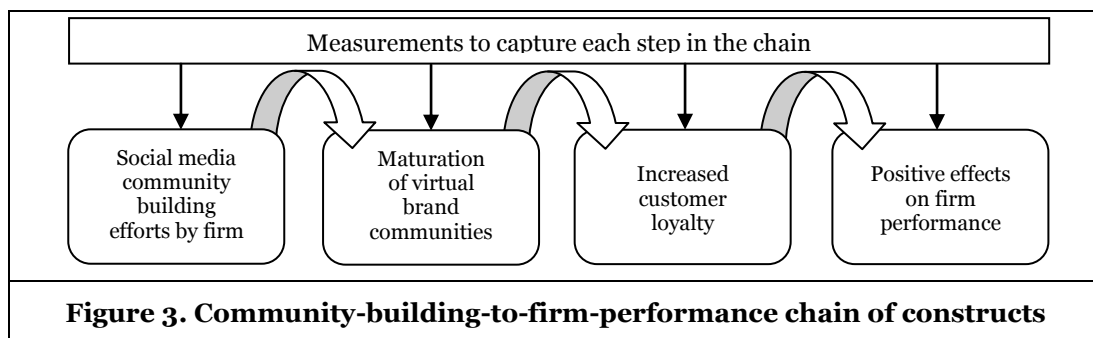 Measurements to capture each step in the chain
Social media
community
building
efforts by firm
Maturation
of virtual
brand
communities
Increased
customer
loyalty
Positive effects
on firm
performance
Figure 3. Community-building-to-firm-performance chain of constructs